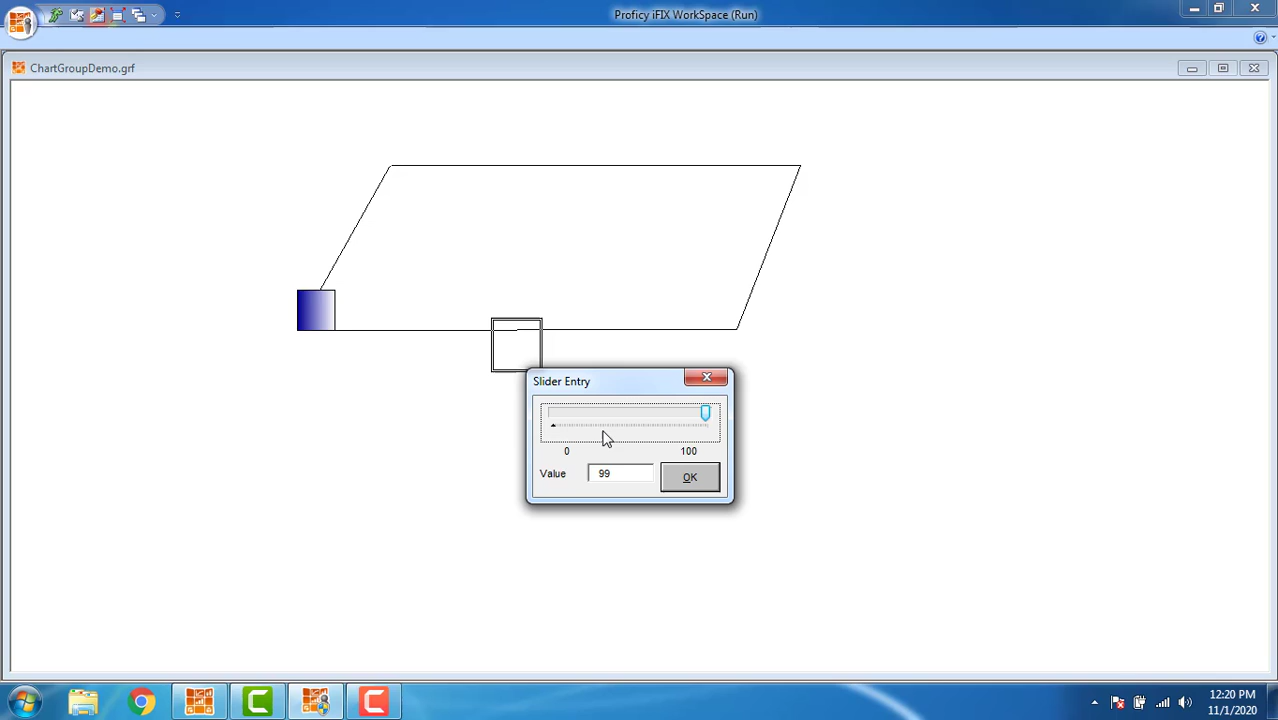 Proficy iFIX WorkSpace (Run)
ChartGroupDemo.grf
Slider Entry
0 100
Value 99 OK
12:20 PM
11/1/2020